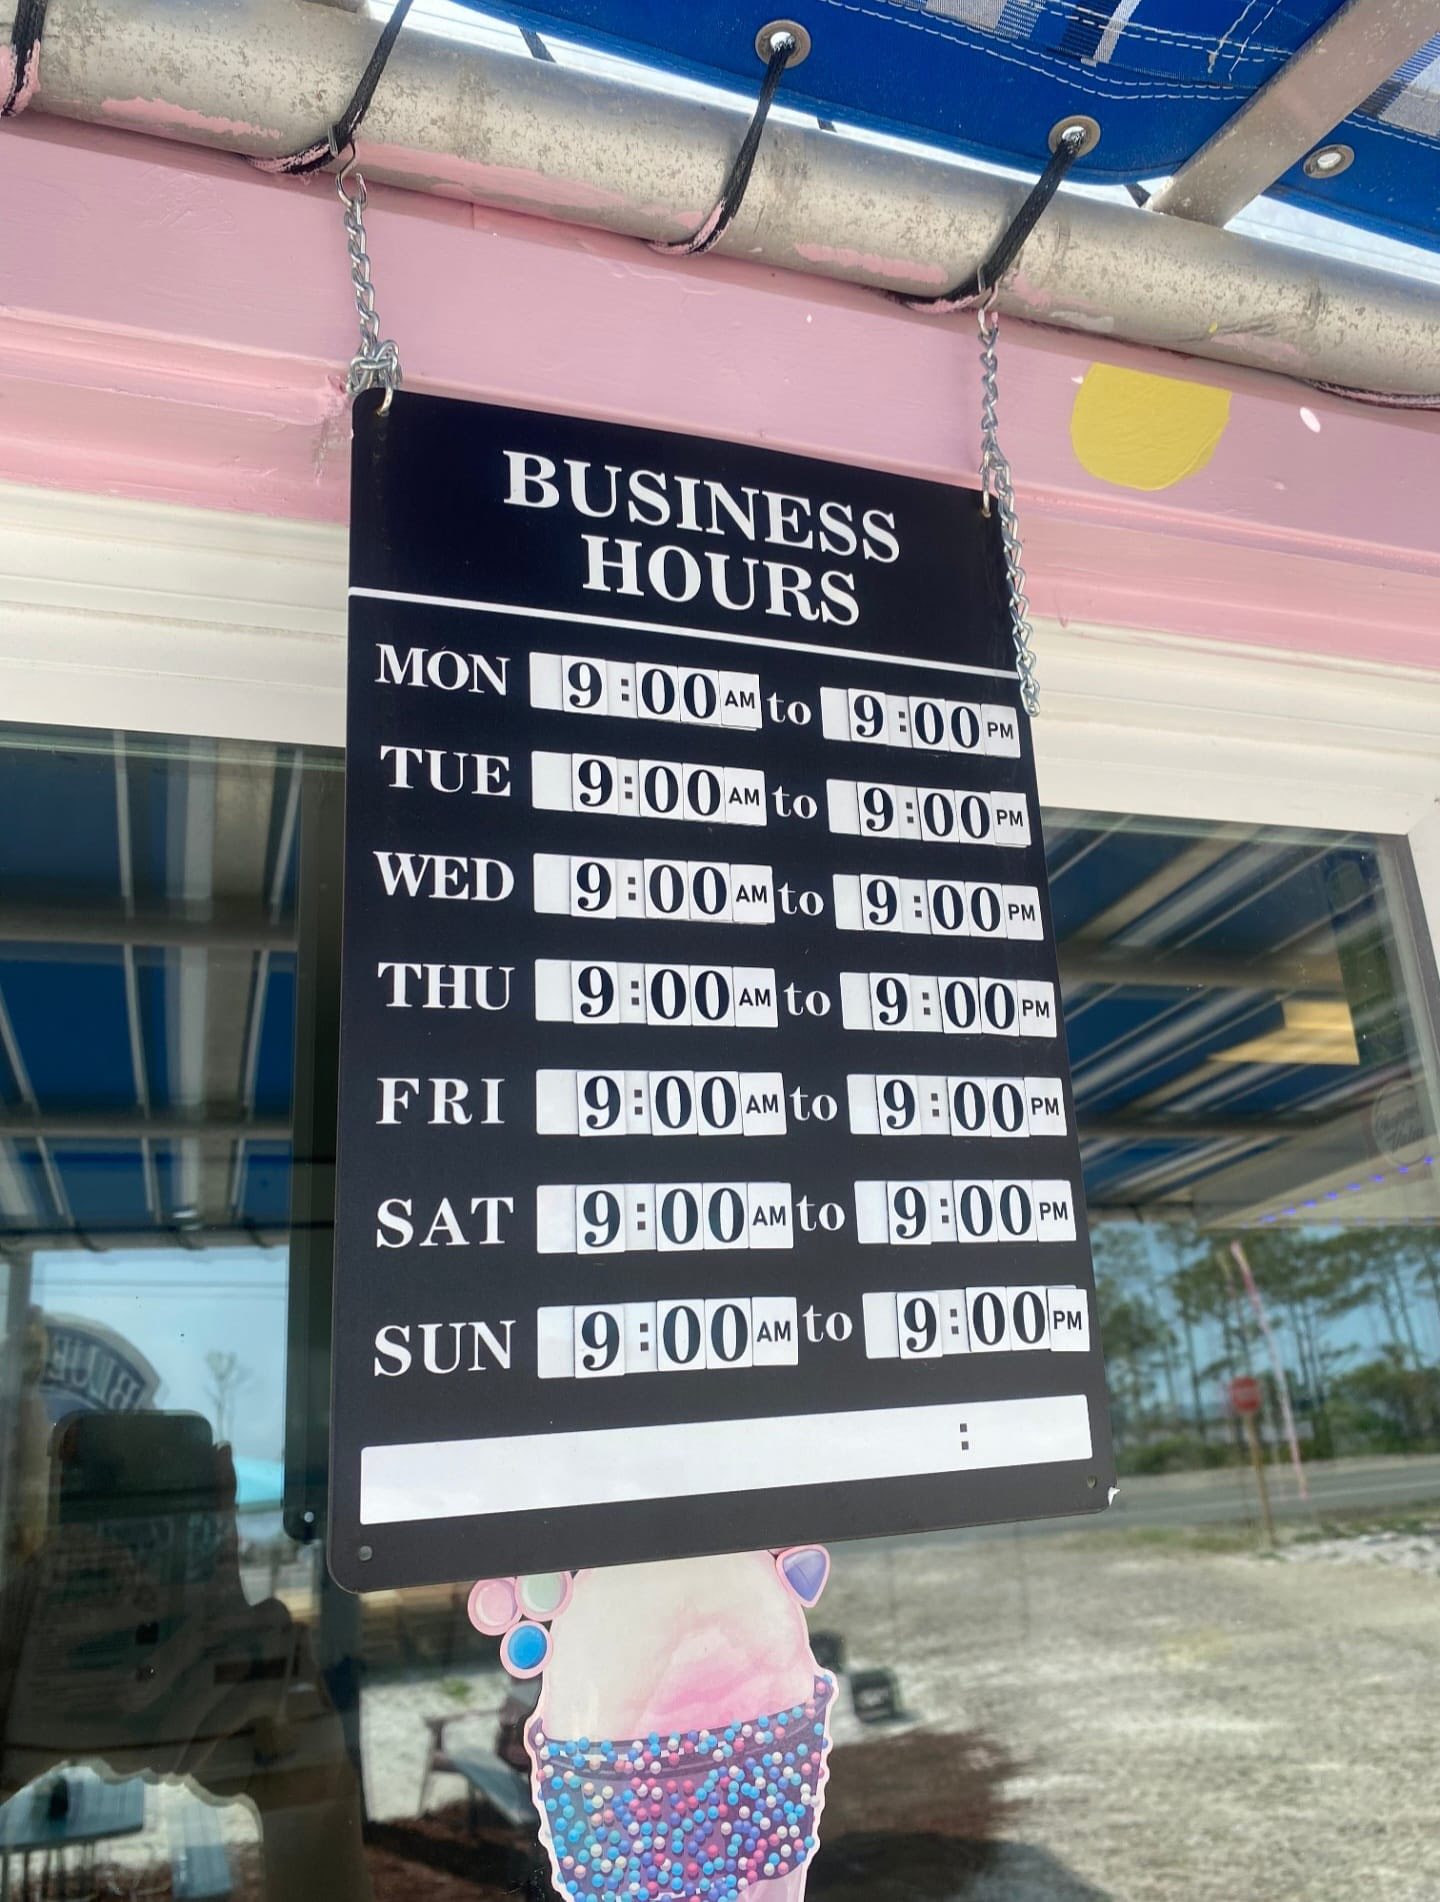 BUSINESS
HOURS
MON 9:00 AM to 9:00 PM
TUE 9:00 AM to 9:00 PM
WED 9:00 AM to 9:00 PM
THU 9:00 AM to 9:00 PM
FRI 9:00 AM to 9:00 PM
SAT 9:00 AM to 9:00 PM
SUN 9:00 AM to 9:00 PM
: